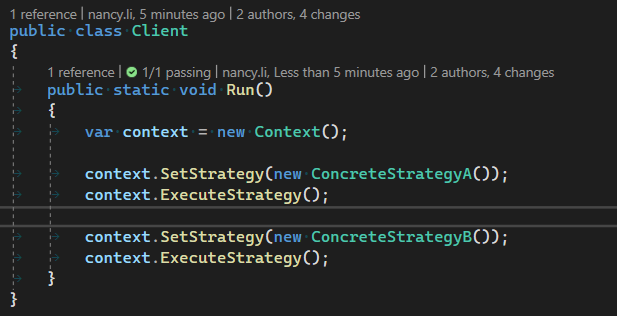 1 reference | nancy.li, 5 minutes ago | 2 authors, 4 changes
public class Client
{
1 reference | 1/1 passing | nancy.li, Less than 5 minutes ago | 2 authors, 4 changes
public static void Run()
{
var context = new Context();
context.SetStrategy(new ConcreteStrategyA());
context.ExecuteStrategy();
context.SetStrategy(new ConcreteStrategyB());
context.ExecuteStrategy();
}
}